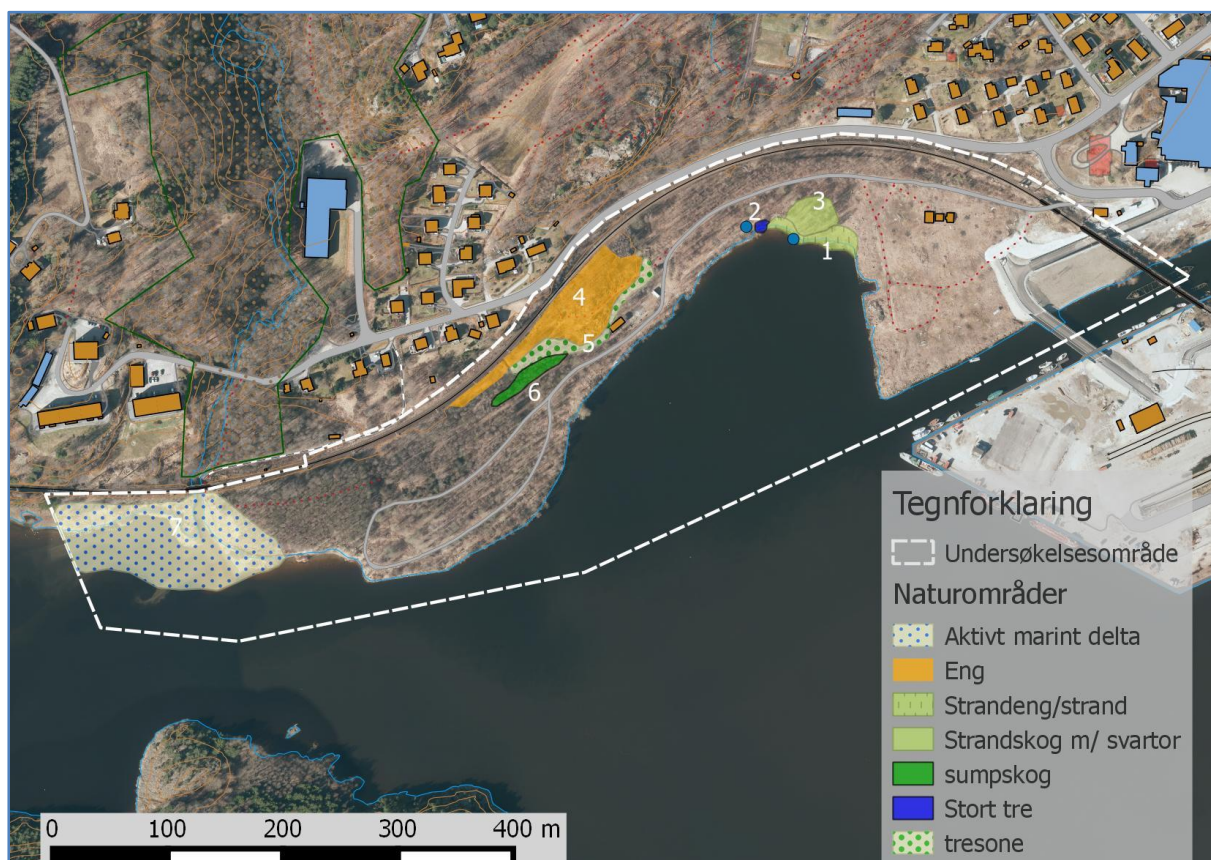 2
3
1
4
5
6
7
Tegnforklaring
Undersøkelsesområde
Naturområder
Aktivt marint delta
Eng
Strandeng/strand
Strandskog m/ svartor
sumpskog
Stort tre
tresone
0 100 200 300 400 m